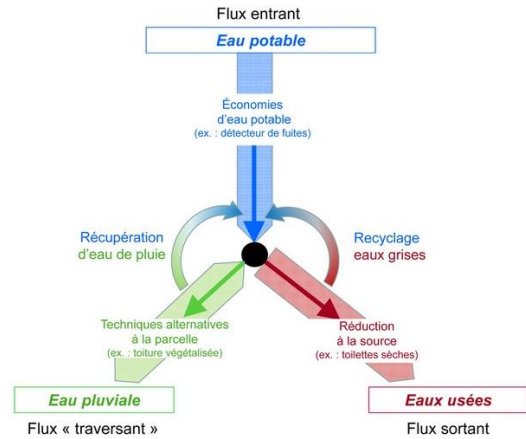 Flux entrant
Eau potable
Économies
d'eau potable
(ex. : détecteur de fuites)
Récupération
d'eau de pluie
Recyclage
eaux grises
Techniques alternatives
à la parcelle
(ex. : toiture végétalisée)
Réduction
à la source
(ex. : toilettes sèches)
Eau pluviale
Eaux usées
Flux « traversant »
Flux sortant